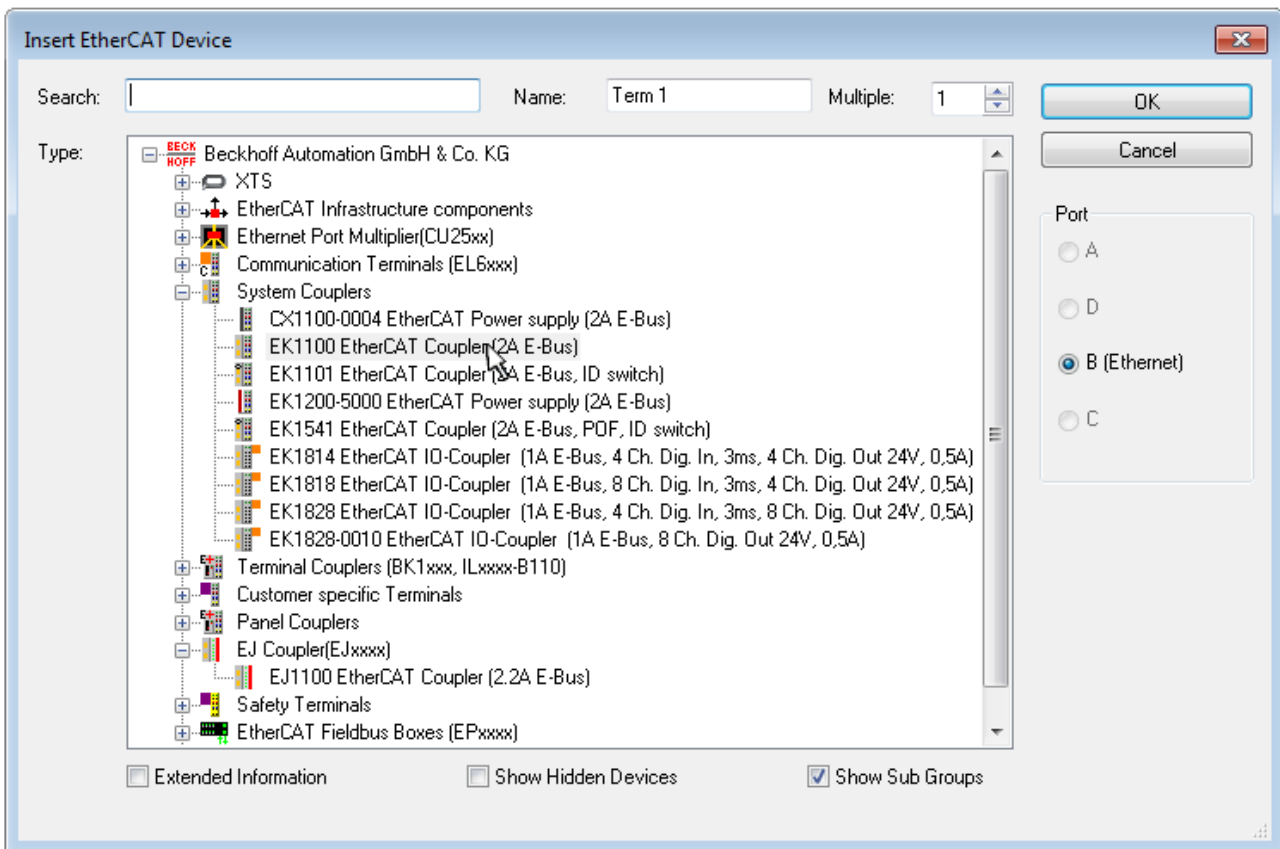 Insert EtherCAT Device
Search: Name: Term 1 Multiple: 1 OK
Type: BECK HOFF Beckhoff Automation GmbH & Co. KG Cancel
XTS
EtherCAT Infrastructure components
Port
Ethernet Port Multiplier(CU25xx)
A
C Communication Terminals (EL6xxx)
System Couplers
D
CX1100-0004 EtherCAT Power supply (2A E-Bus)
EK1100 EtherCAT Coupler (2A E-Bus)
B (Ethernet)
EK1101 EtherCAT Coupler (2A E-Bus, ID switch)
EK1200-5000 EtherCAT Power supply (2A E-Bus)
C
EK1541 EtherCAT Coupler (2A E-Bus, POF, ID switch)
EK1814 EtherCAT IO-Coupler (1A E-Bus, 4 Ch. Dig. In, 3ms, 4 Ch. Dig. Out 24V, 0,5A)
EK1818 EtherCAT IO-Coupler (1A E-Bus, 8 Ch. Dig. In, 3ms, 4 Ch. Dig. Out 24V, 0,5A)
EK1828 EtherCAT IO-Coupler (1A E-Bus, 4 Ch. Dig. In, 3ms, 8 Ch. Dig. Out 24V, 0,5A)
EK1828-0010 EtherCAT IO-Coupler (1A E-Bus, 8 Ch. Dig. Out 24V, 0,5A)
Terminal Couplers (BK1xxx, ILxxxx-B110)
Customer specific Terminals
Panel Couplers
EJ Coupler(EJxxxx)
EJ1100 EtherCAT Coupler (2.2A E-Bus)
Safety Terminals
EtherCAT Fieldbus Boxes (EPxxxx)
Extended Information Show Hidden Devices Show Sub Groups